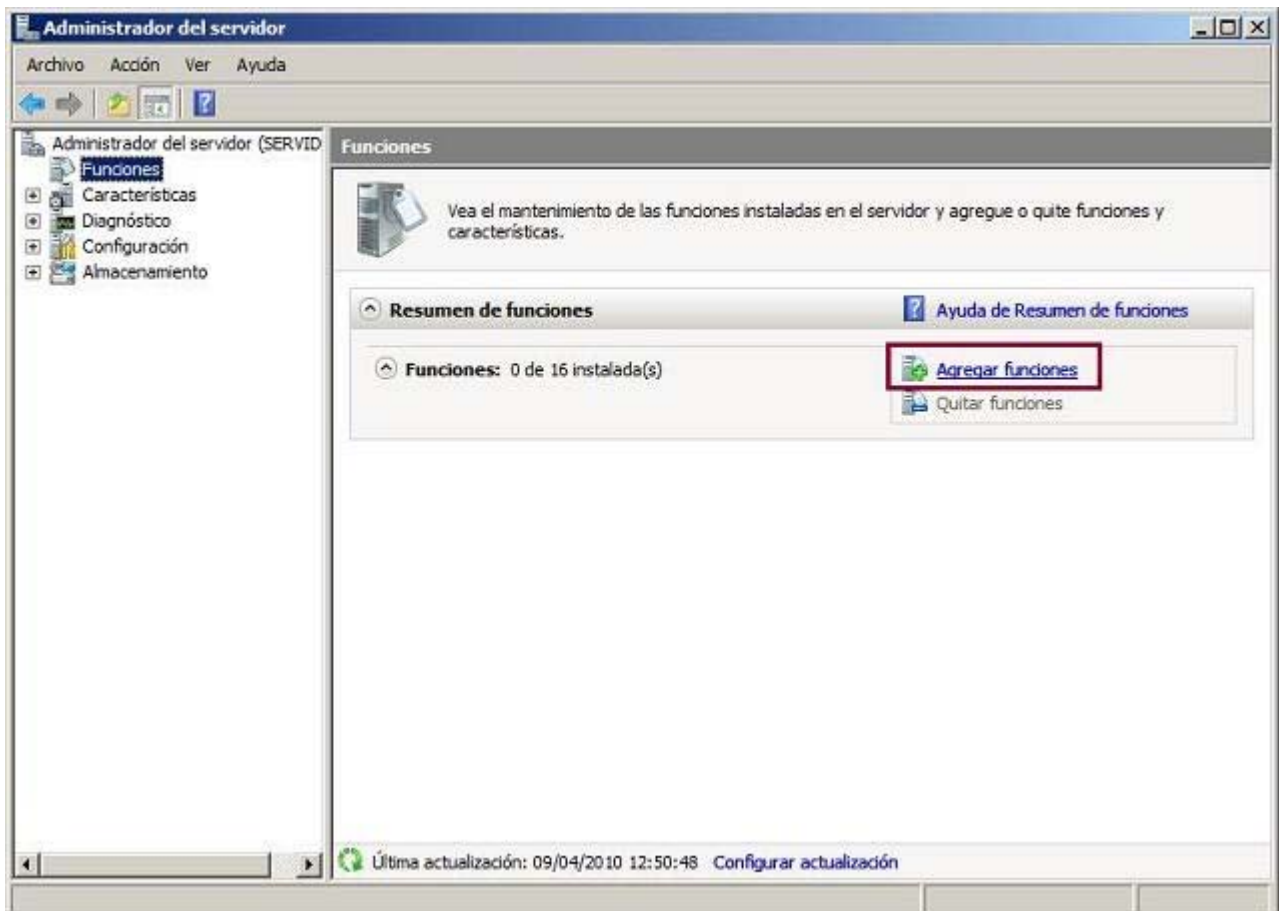 Administrador del servidor
Archivo Acción Ver Ayuda
Administrador del servidor (SERVID
Funciones
Características
Diagnóstico
Configuración
Almacenamiento
Funciones
Vea el mantenimiento de las funciones instaladas en el servidor y agregue o quite funciones y
características.
Resumen de funciones
Ayuda de Resumen de funciones
Funciones: 0 de 16 instalada(s)
Agregar funciones
Quitar funciones
Última actualización: 09/04/2010 12:50:48 Configurar actualización